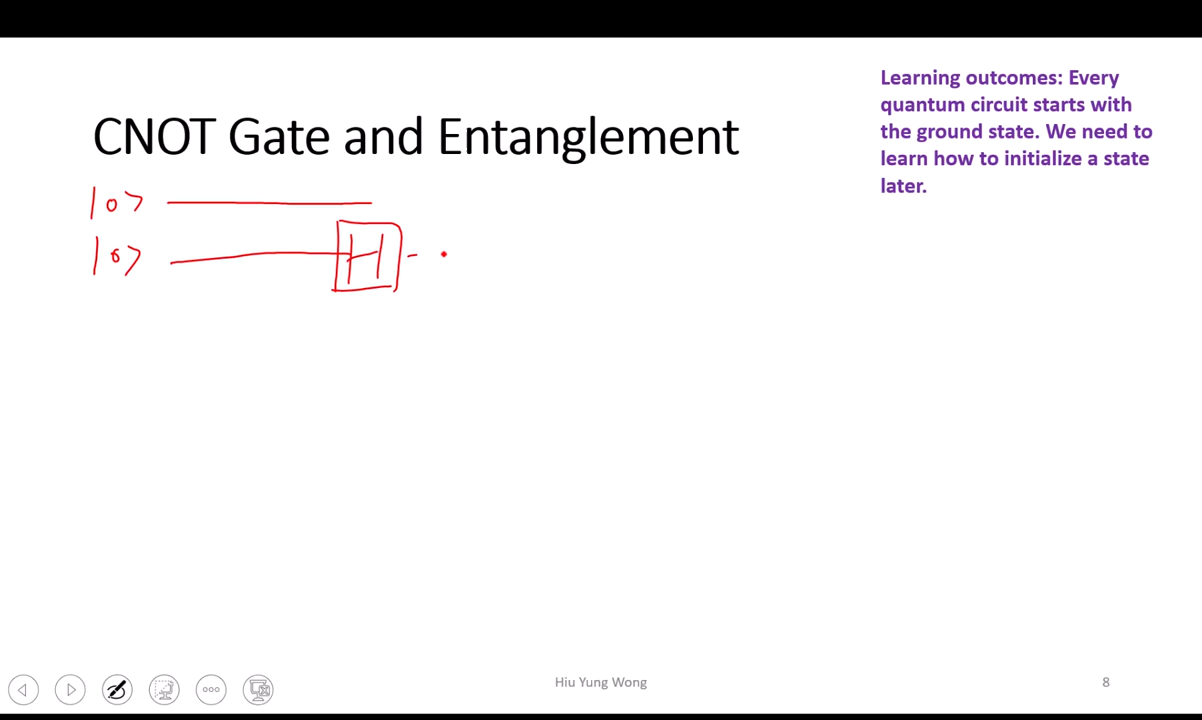 Learning outcomes: Every
quantum circuit starts with
the ground state. We need to
learn how to initialize a state
later.
CNOT Gate and Entanglement
|0>
|0> H
Hiu Yung Wong
8